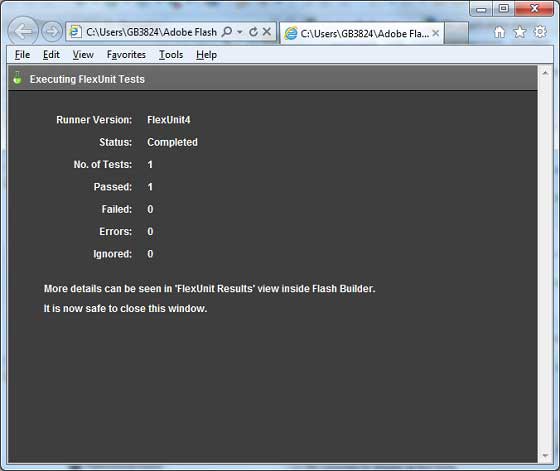 C:\Users\GB3824\Adobe Flash
C:\Users\GB3824\Adobe Fla...
File Edit View Favorites Tools Help
Executing FlexUnit Tests
Runner Version: FlexUnit4
Status: Completed
No. of Tests: 1
Passed: 1
Failed: 0
Errors: 0
Ignored: 0
More details can be seen in 'FlexUnit Results' view inside Flash Builder.
It is now safe to close this window.